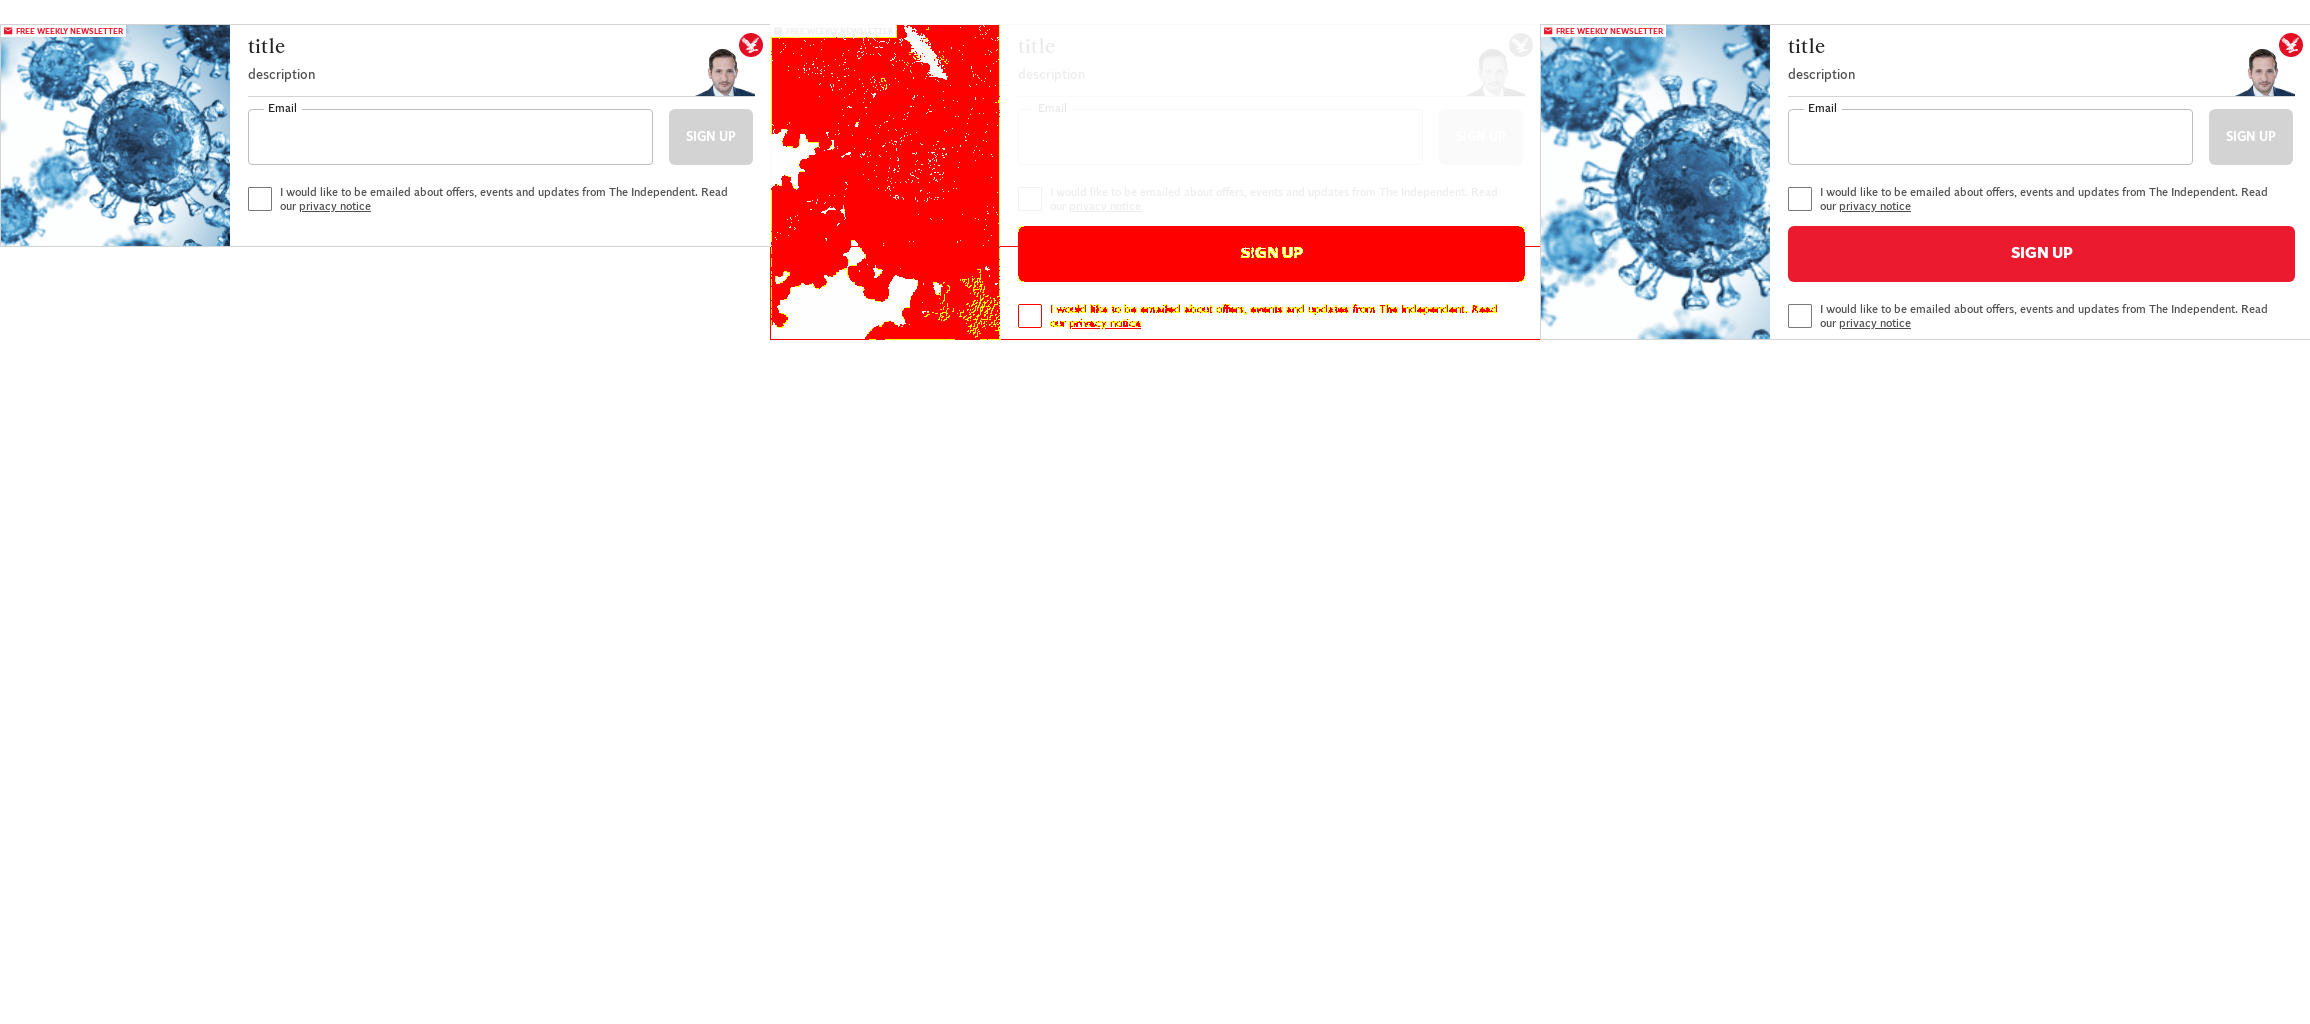 FREE WEEKLY NEWSLETTER
title
description
Email
SIGN UP
I would like to be emailed about offers, events and updates from The Independent. Read
our privacy notice
FREE WEEKLY NEWSLETTER
title
description
Email
SIGN UP
I would like to be emailed about offers, events and updates from The Independent. Read
our privacy notice
SIGN UP
I would like to be emailed about offers, events and updates from The Independent. Read
our privacy notice
FREE WEEKLY NEWSLETTER
title
description
Email
SIGN UP
I would like to be emailed about offers, events and updates from The Independent. Read
our privacy notice
SIGN UP
I would like to be emailed about offers, events and updates from The Independent. Read
our privacy notice